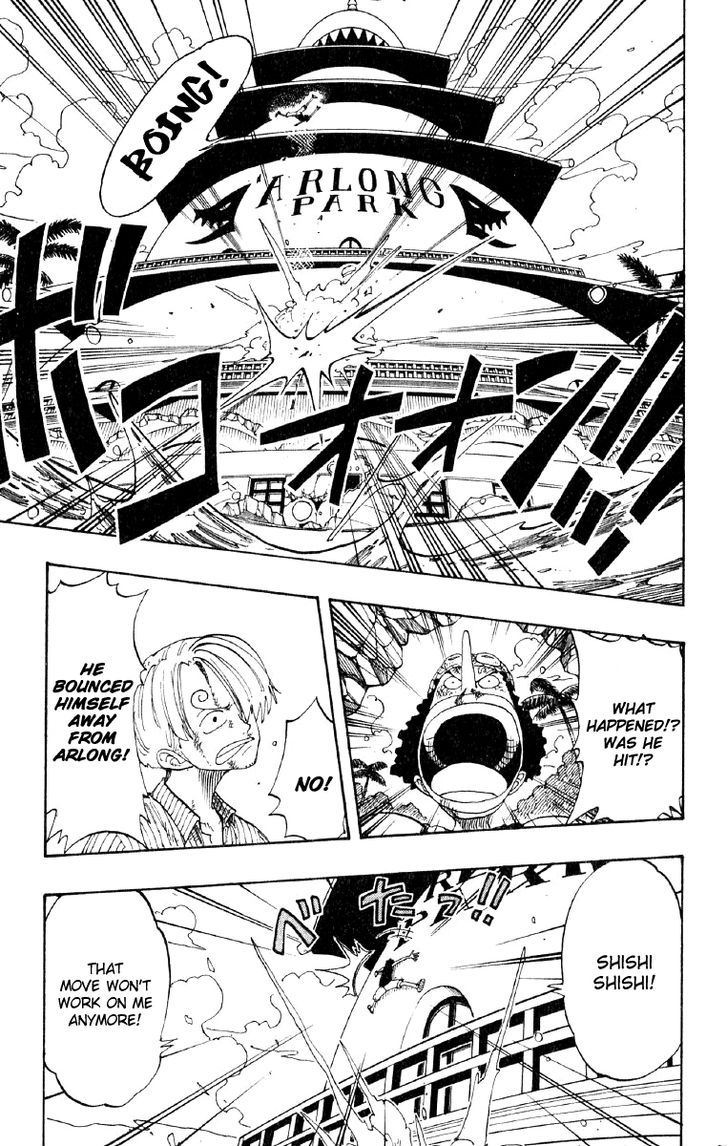 BOING!
ARLONG
PARK
ボゴオオン!!!
WHAT
HAPPENED!?
WAS HE
HIT!?
NO!
HE
BOUNCED
HIMSELF
AWAY
FROM
ARLONG!
べたっ!!
SHISHI
SHISHI!
THAT
MOVE WON'T
WORK ON ME
ANYMORE!